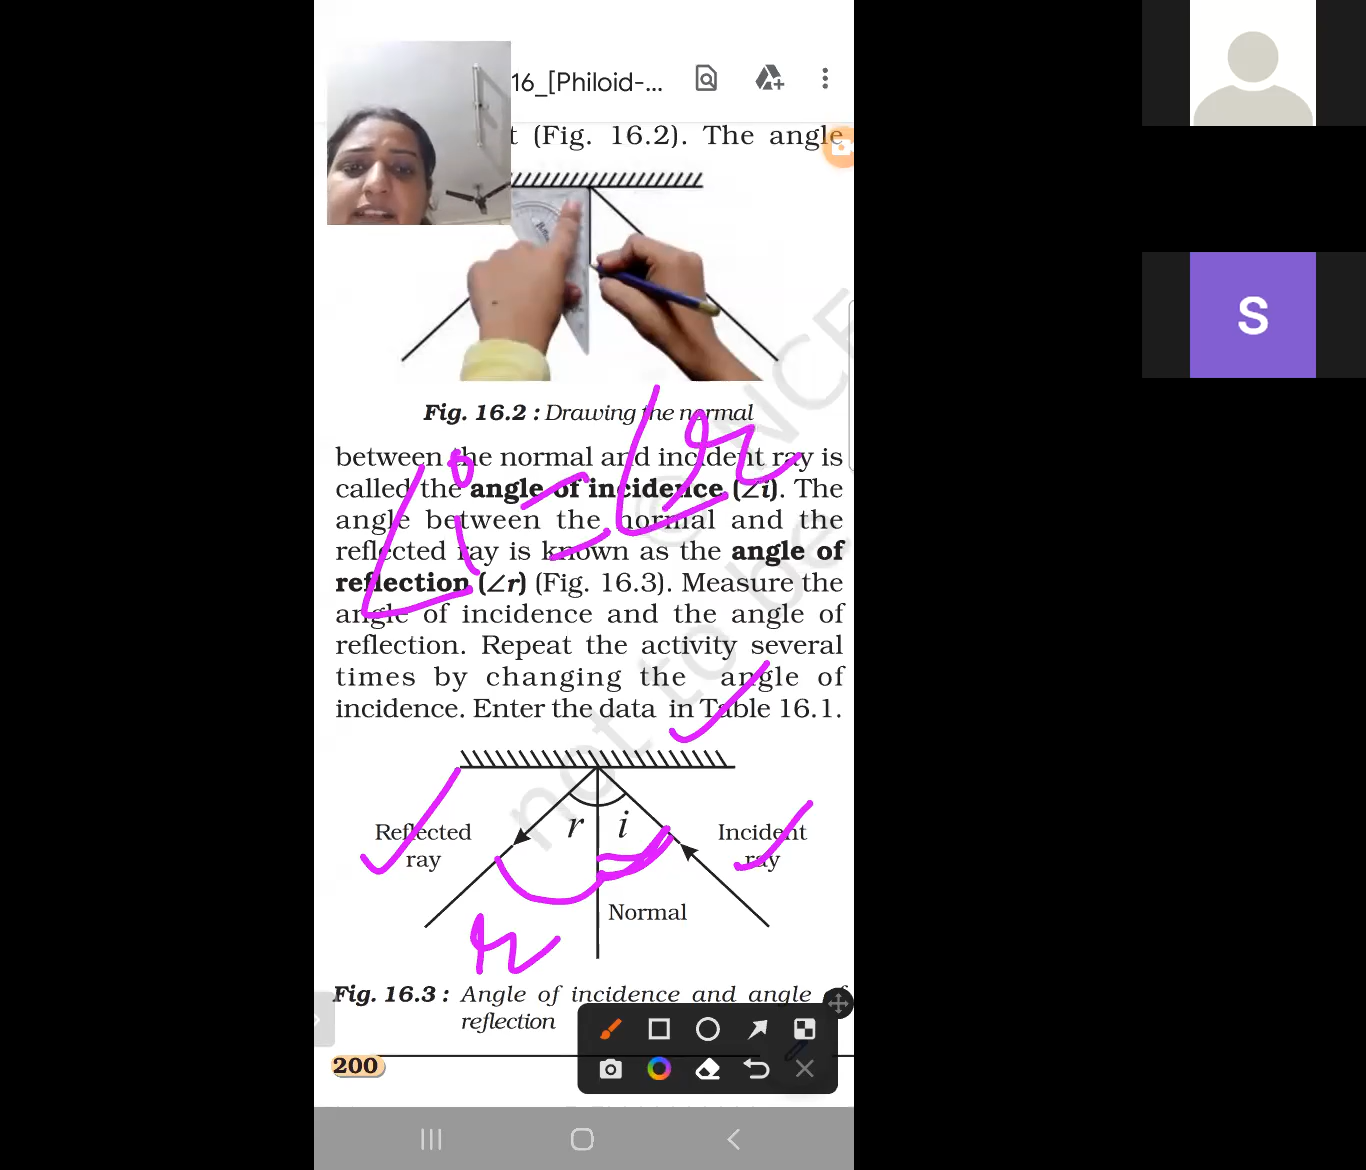 16_[Philoid-...
t (Fig. 16.2). The angle
Fig. 16.2 : Drawing the normal
between the normal and incident ray is
called the angle of incidence (∠i). The
angle between the normal and the
reflected ray is known as the angle of
reflection (∠r) (Fig. 16.3). Measure the
angle of incidence and the angle of
reflection. Repeat the activity several
times by changing the angle of
incidence. Enter the data in Table 16.1.
∠i = ∠r
Reflected
ray
r i
Incident
ray
Normal
r
Fig. 16.3 : Angle of incidence and angle of
reflection
200
not to be
© NCE
S